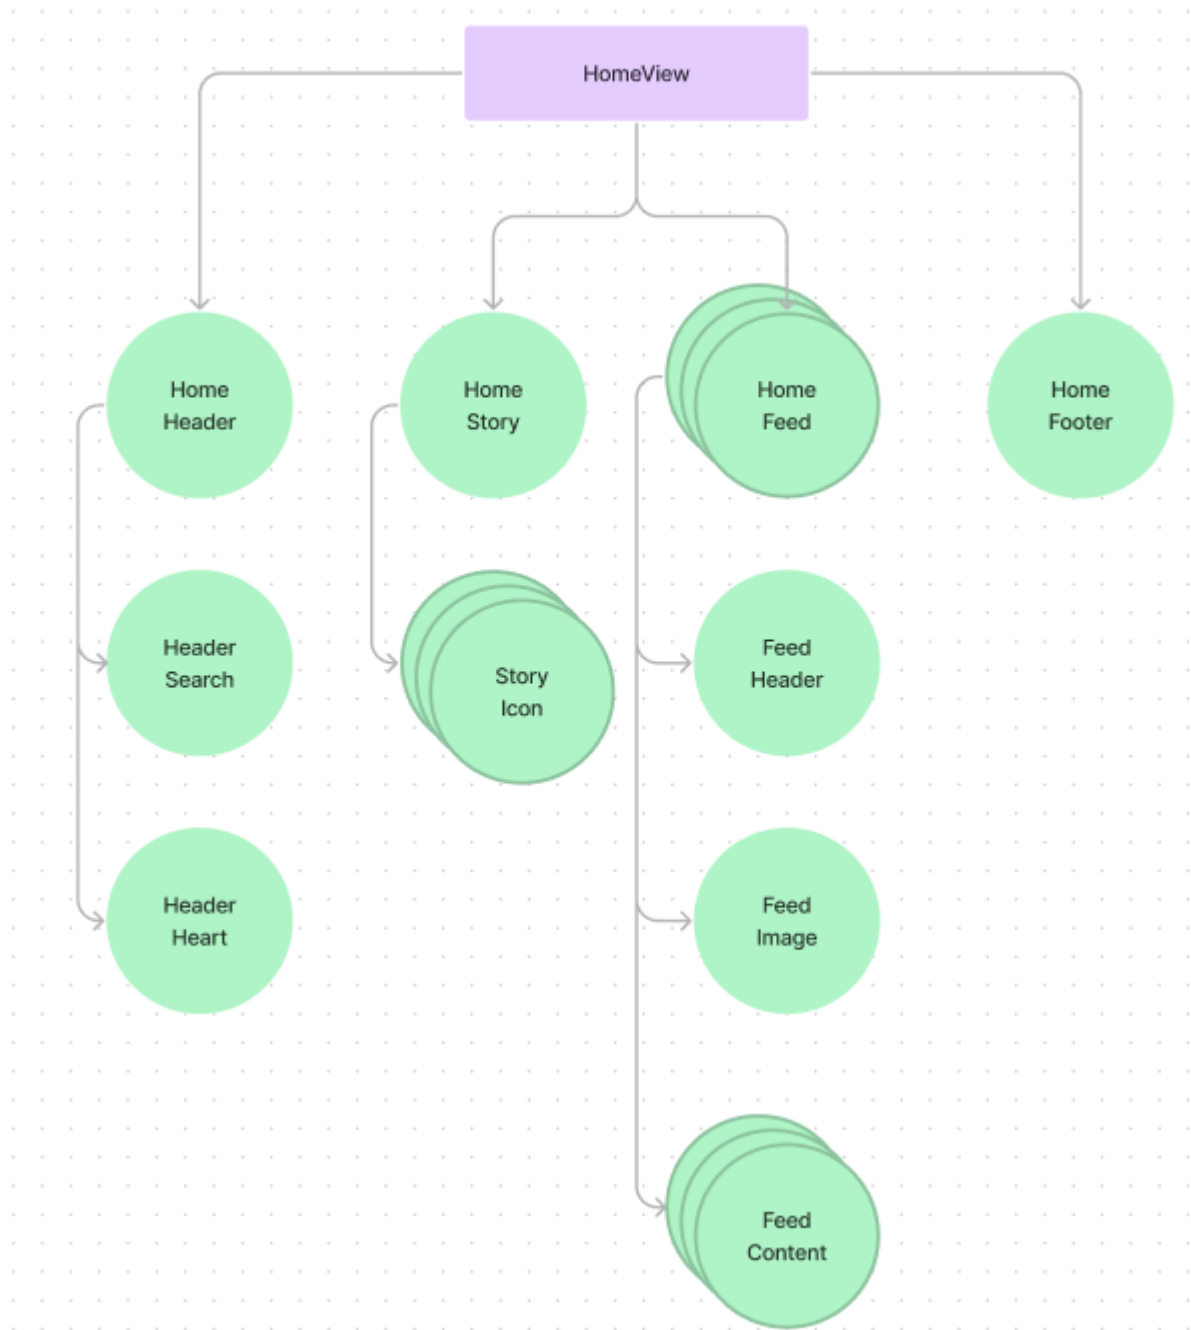 HomeView
Home
Header
Home
Story
Home
Feed
Home
Footer
Header
Search
Story
Icon
Feed
Header
Header
Heart
Feed
Image
Feed
Content